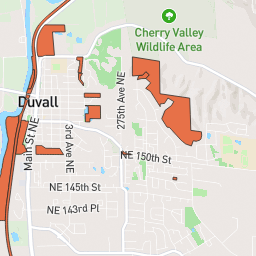 Cherry Valley
Wildlife Area
Duvall
275th Ave NE
Main St NE
3rd Ave NE
NE 150th St
NE 145th St
NE 143rd Pl